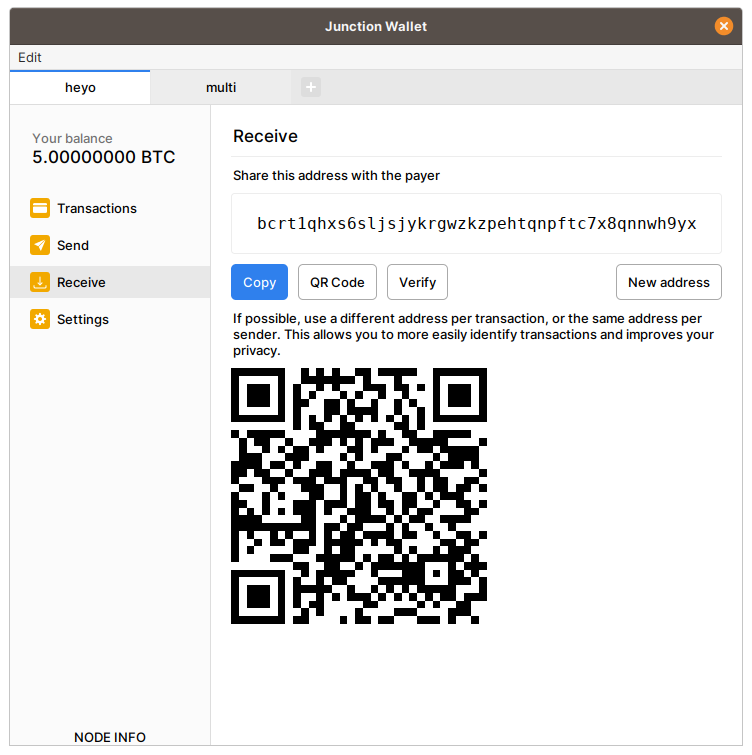 Junction Wallet
Edit
heyo
multi
Your balance
5.00000000 BTC
Transactions
Send
Receive
Settings
NODE INFO
Receive
Share this address with the payer
bcrt1qhxs6sljsjykrgwzkzpehtqnpftc7x8qnnwh9yx
Copy
QR Code
Verify
New address
If possible, use a different address per transaction, or the same address per
sender. This allows you to more easily identify transactions and improves your
privacy.